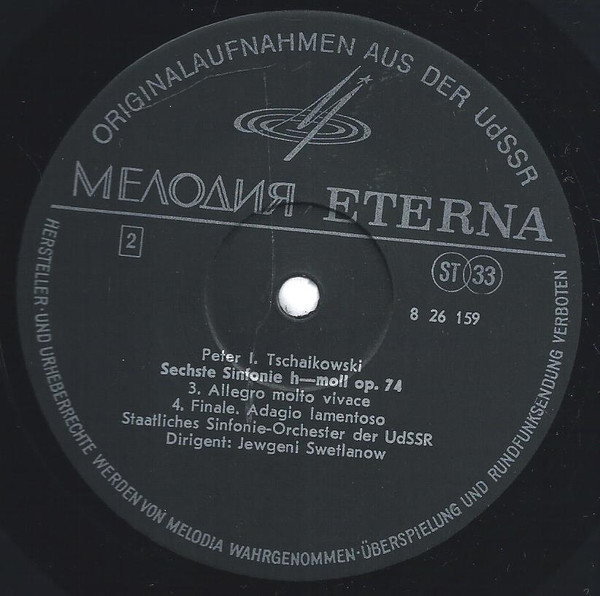 ORIGINALAUFNAHMEN AUS DER UdSSR
МЕЛОДИЯ ETERNA
2
ST 33
8 26 159
Peter I. Tschaikowski
Sechste Sinfonie h—moll op. 74
3. Allegro molto vivace
4. Finale. Adagio lamentoso
Staatliches Sinfonie-Orchester der UdSSR
Dirigent: Jewgeni Swetlanow
HERSTELLER-UND URHEBERRECHTE WERDEN VON MELODIA WAHRGENOMMEN-ÜBERSPIELUNG UND RUNDFUNKSENDUNG VERBOTEN